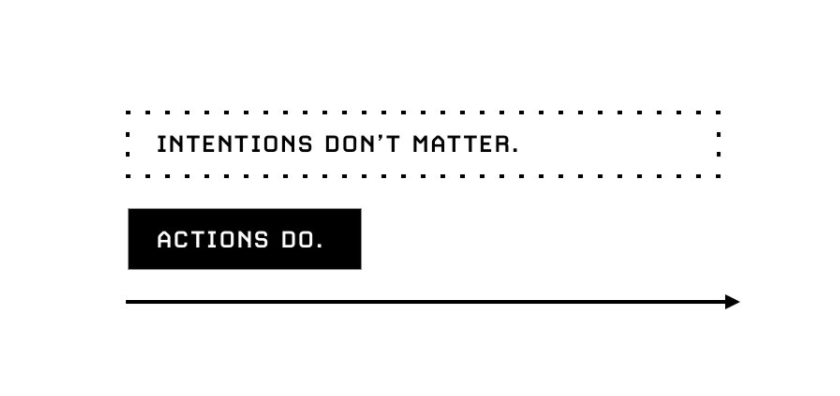 INTENTIONS DON’T MATTER.
ACTIONS DO.